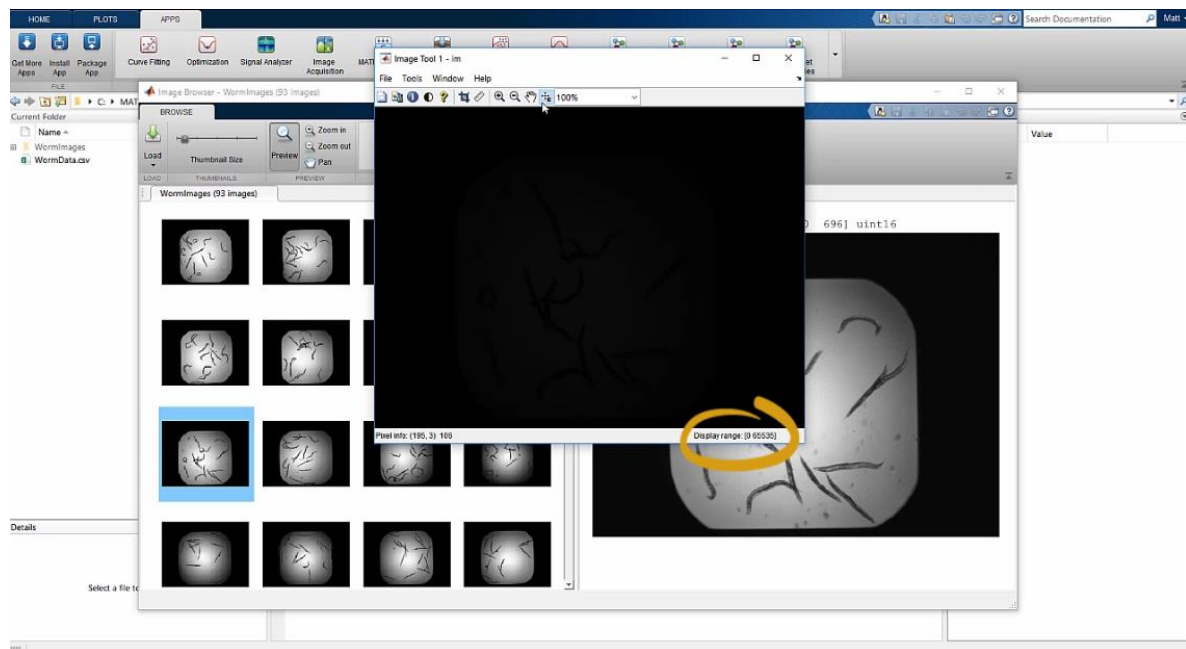 HOME PLOTS APPS
Search Documentation Matt
Get More Apps
Install App
Package App
Curve Fitting
Optimization
Signal Analyzer
Image Acquisition
FILE
Image Tool 1 - im
File Tools Window Help
100%
C: MAT
Current Folder
Name
WormImages
WormData.csv
Value
Image Browser - WormImages (93 images)
BROWSE
Load
Thumbnail Size
Preview
Zoom in
Zoom out
Pan
LOAD THUMBNAILS PREVIEW
WormImages (93 images)
696] uint16
Pixel info: (195, 3) 106
Display range: [0 65535]
Details
Select a file to